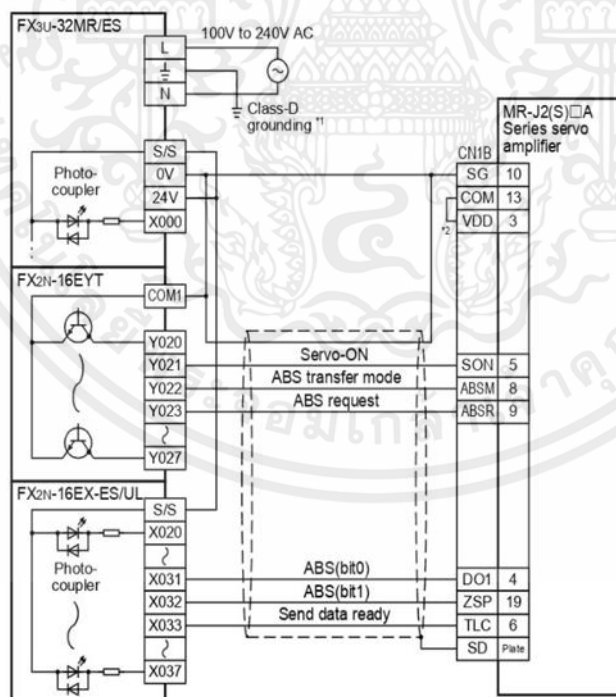 FX3U-32MR/ES
L
N
100V to 240V AC
Class-D
grounding *1
S/S
0V
24V
X000
Photo-
coupler
MR-J2(S)□A
Series servo
amplifier
CN1B
SG 10
COM 13
VDD 3
*2
FX2N-16EYT
COM1
Y020
Y021
Y022
Y023
Y027
Servo-ON
ABS transfer mode
ABS request
SON 5
ABSM 8
ABSR 9
FX2N-16EX-ES/UL
S/S
X020
X031
X032
X033
X037
Photo-
coupler
ABS(bit0)
ABS(bit1)
Send data ready
DO1 4
ZSP 19
TLC 6
SD Plate